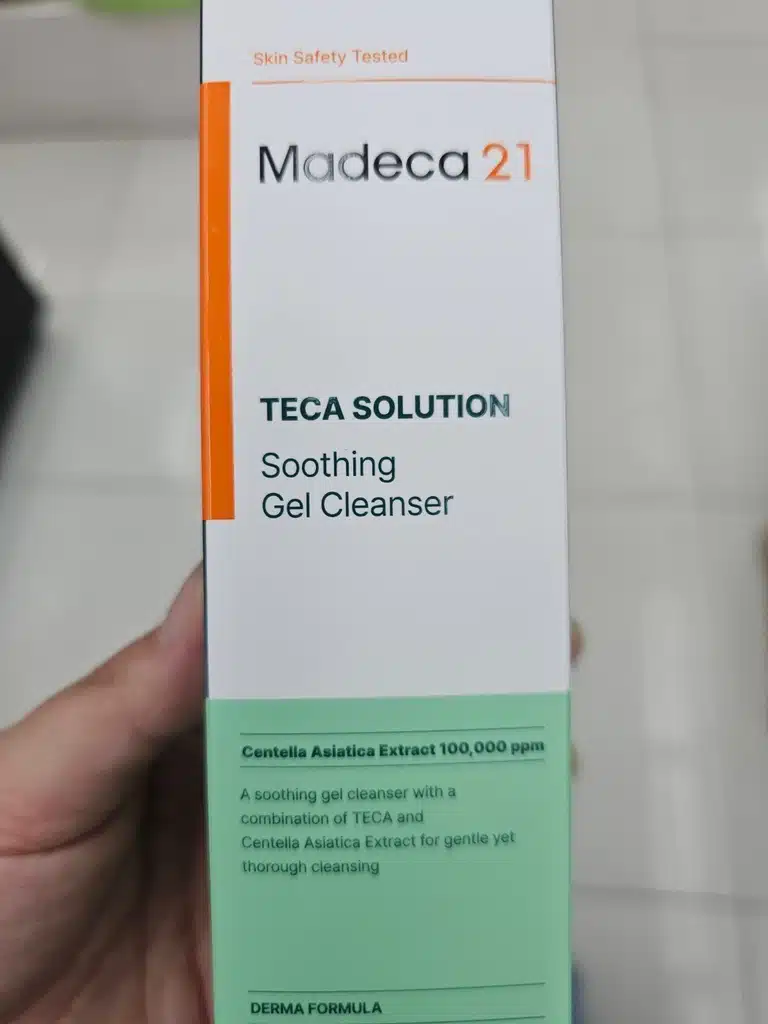 Skin Safety Tested
Madeca 21
TECA SOLUTION
Soothing
Gel Cleanser
Centella Asiatica Extract 100,000 ppm
A soothing gel cleanser with a
combination of TECA and
Centella Asiatica Extract for gentle yet
thorough cleansing
DERMA FORMULA